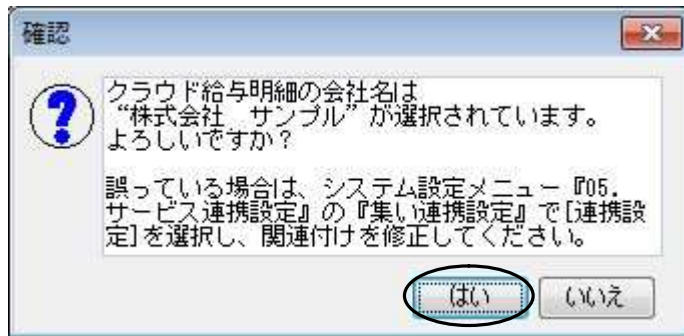 確認
クラウド給与明細の会社名は
“株式会社　サンプル”が選択されています。
よろしいですか？
誤っている場合は、システム設定メニュー『05.
サービス連携設定』の『集い連携設定』で[連携設
定]を選択し、関連付けを修正してください。
はい
いいえ